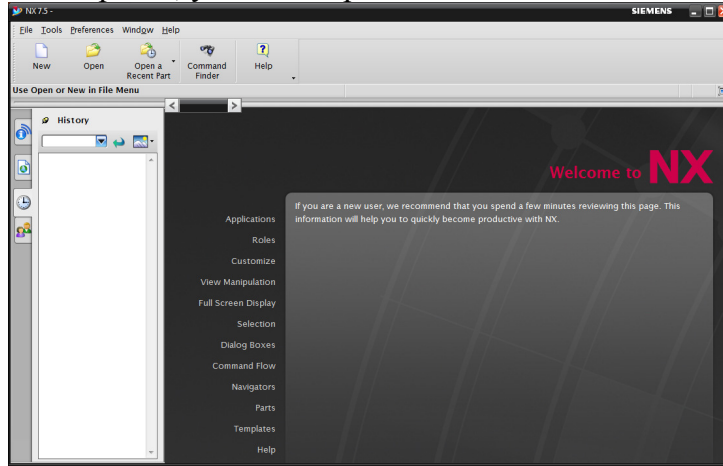 NX 7.5 -
SIEMENS
File Tools Preferences Window Help
New
Open
Open a Recent Part
Command Finder
Help
Use Open or New in File Menu
History
Welcome to NX
If you are a new user, we recommend that you spend a few minutes reviewing this page. This
information will help you to quickly become productive with NX.
Applications
Roles
Customize
View Manipulation
Full Screen Display
Selection
Dialog Boxes
Command Flow
Navigators
Parts
Templates
Help